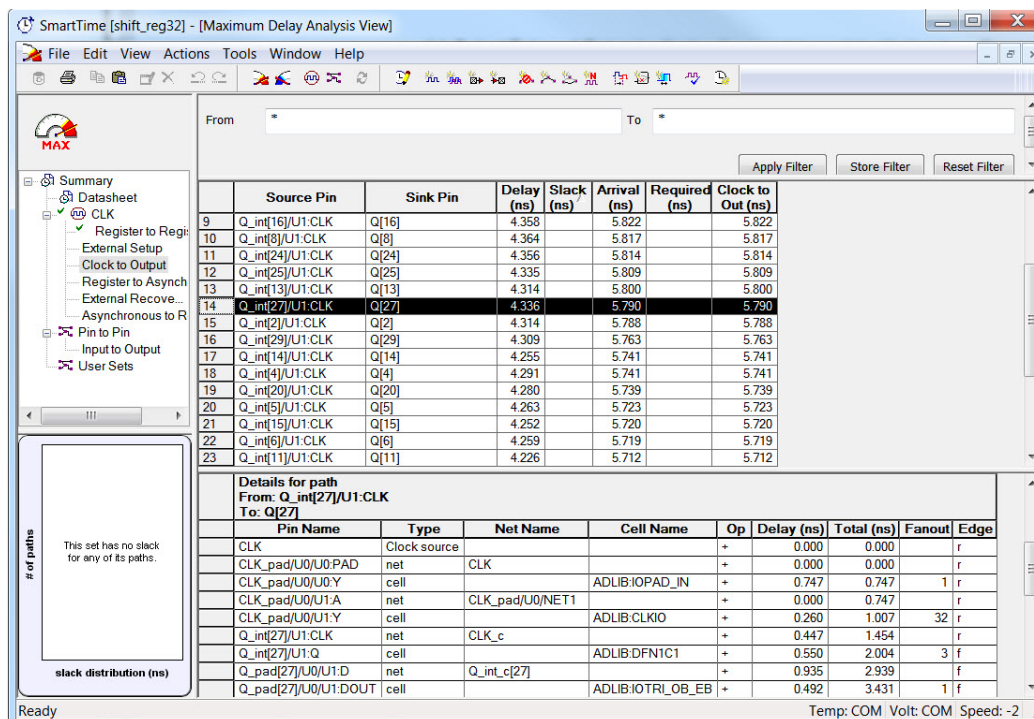 SmartTime [shift_reg32] - [Maximum Delay Analysis View]
File Edit View Actions Tools Window Help
MAX
From * To *
Apply Filter Store Filter Reset Filter
Summary
Datasheet
CLK
Register to Regi
External Setup
Clock to Output
Register to Asynch
External Recove...
Asynchronous to R
Pin to Pin
Input to Output
User Sets
Source Pin Sink Pin Delay (ns) Slack (ns) Arrival (ns) Required (ns) Clock to Out (ns)
9 Q_int[16]/U1:CLK Q[16] 4.358 5.822 5.822
10 Q_int[8]/U1:CLK Q[8] 4.364 5.817 5.817
11 Q_int[24]/U1:CLK Q[24] 4.356 5.814 5.814
12 Q_int[25]/U1:CLK Q[25] 4.335 5.809 5.809
13 Q_int[13]/U1:CLK Q[13] 4.314 5.800 5.800
14 Q_int[27]/U1:CLK Q[27] 4.336 5.790 5.790
15 Q_int[2]/U1:CLK Q[2] 4.314 5.788 5.788
16 Q_int[29]/U1:CLK Q[29] 4.309 5.763 5.763
17 Q_int[14]/U1:CLK Q[14] 4.255 5.741 5.741
18 Q_int[4]/U1:CLK Q[4] 4.291 5.741 5.741
19 Q_int[20]/U1:CLK Q[20] 4.280 5.739 5.739
20 Q_int[5]/U1:CLK Q[5] 4.263 5.723 5.723
21 Q_int[15]/U1:CLK Q[15] 4.252 5.720 5.720
22 Q_int[6]/U1:CLK Q[6] 4.259 5.719 5.719
23 Q_int[11]/U1:CLK Q[11] 4.226 5.712 5.712
# of paths
This set has no slack
for any of its paths.
slack distribution (ns)
Details for path
From: Q_int[27]/U1:CLK
To: Q[27]
Pin Name Type Net Name Cell Name Op Delay (ns) Total (ns) Fanout Edge
CLK Clock source + 0.000 0.000 r
CLK_pad/U0/U0:PAD net CLK + 0.000 0.000 r
CLK_pad/U0/U0:Y cell ADLIB:IOPAD_IN + 0.747 0.747 1 r
CLK_pad/U0/U1:A net CLK_pad/U0/NET1 + 0.000 0.747 r
CLK_pad/U0/U1:Y cell ADLIB:CLKIO + 0.260 1.007 32 r
Q_int[27]/U1:CLK net CLK_c + 0.447 1.454 r
Q_int[27]/U1:Q cell ADLIB:DFN1C1 + 0.550 2.004 3 f
Q_pad[27]/U0/U1:D net Q_int_c[27] + 0.935 2.939 f
Q_pad[27]/U0/U1:DOUT cell ADLIB:IOTRI_OB_EB + 0.492 3.431 1 f
Ready
Temp: COM Volt: COM Speed: -2